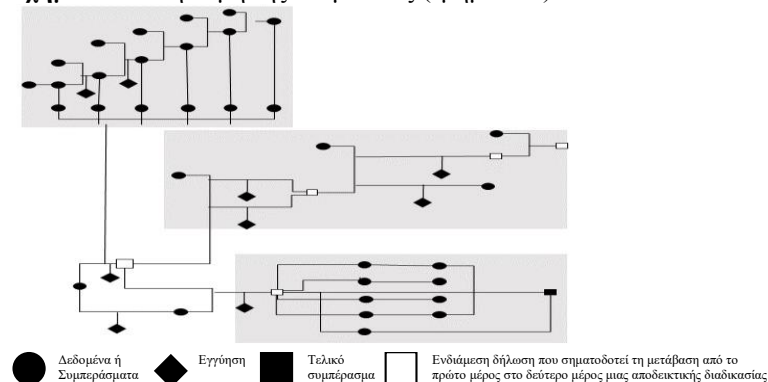 Δεδομένα ή
Συμπεράσματα
Εγγύηση
Τελικό
συμπέρασμα
Ενδιάμεση δήλωση που σηματοδοτεί τη μετάβαση από το
πρώτο μέρος στο δεύτερο μέρος μιας αποδεικτικής διαδικασίας